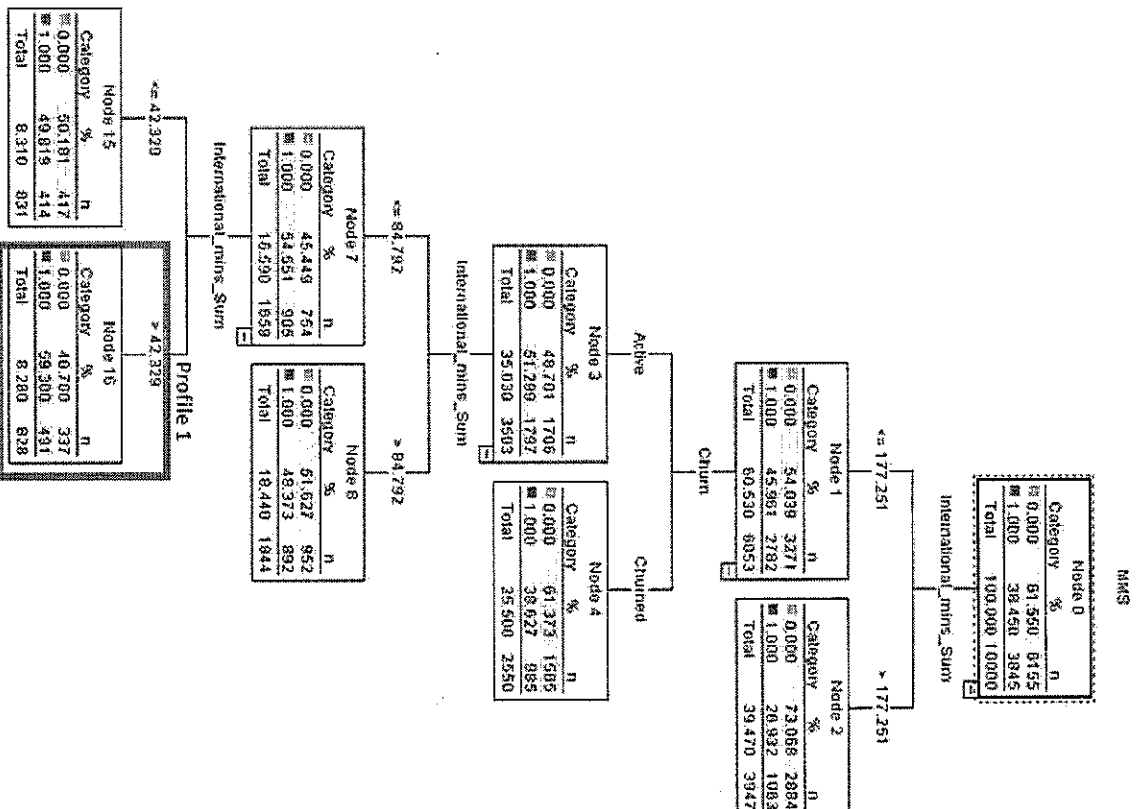 MMS
Node 0
Category % n
0.000 61.550 6155
1.000 38.450 3845
Total 100.000 10000
International_mins_Sum
<= 177.251
> 177.251
Node 1
Category % n
0.000 54.039 3271
1.000 45.961 2782
Total 60.530 6053
Node 2
Category % n
0.000 73.068 2884
1.000 26.932 1063
Total 39.470 3947
Churn
Active
Churned
Node 3
Category % n
0.000 48.701 1706
1.000 51.299 1797
Total 35.030 3503
Node 4
Category % n
0.000 61.373 1565
1.000 38.627 985
Total 25.500 2550
International_mins_Sum
<= 84.792
> 84.792
Node 7
Category % n
0.000 45.449 754
1.000 54.551 905
Total 16.590 1659
Node 8
Category % n
0.000 51.627 952
1.000 48.373 892
Total 18.440 1844
International_mins_Sum
<= 42.329
> 42.329
Profile 1
Node 15
Category % n
0.000 50.181 417
1.000 49.819 414
Total 8.310 831
Node 16
Category % n
0.000 40.700 337
1.000 59.300 491
Total 8.280 828